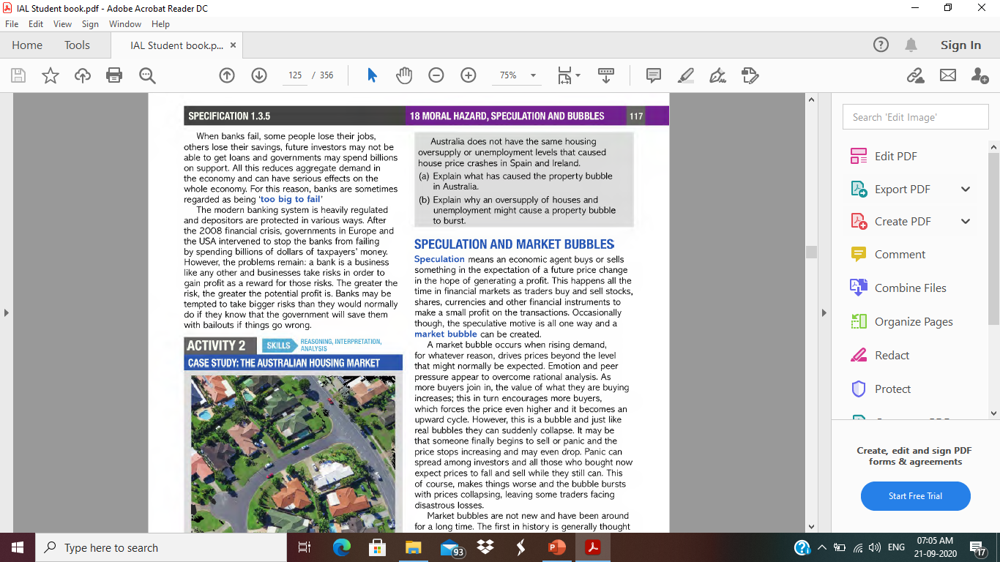 IAL Student book.pdf - Adobe Acrobat Reader DC
File Edit View Sign Window Help
Home Tools IAL Student book.p... × Sign In
125 / 356 75%
SPECIFICATION 1.3.5
18 MORAL HAZARD, SPECULATION AND BUBBLES 117
When banks fail, some people lose their jobs,
others lose their savings, future investors may not be
able to get loans and governments may spend billions
on support. All this reduces aggregate demand in
the economy and can have serious effects on the
whole economy. For this reason, banks are sometimes
regarded as being ‘too big to fail’
The modern banking system is heavily regulated
and depositors are protected in various ways. After
the 2008 financial crisis, governments in Europe and
the USA intervened to stop the banks from failing
by spending billions of dollars of taxpayers’ money.
However, the problems remain: a bank is a business
like any other and businesses take risks in order to
gain profit as a reward for those risks. The greater the
risk, the greater the potential profit is. Banks may be
tempted to take bigger risks than they would normally
do if they know that the government will save them
with bailouts if things go wrong.
ACTIVITY 2 SKILLS REASONING, INTERPRETATION,
ANALYSIS
CASE STUDY: THE AUSTRALIAN HOUSING MARKET
Australia does not have the same housing
oversupply or unemployment levels that caused
house price crashes in Spain and Ireland.
(a) Explain what has caused the property bubble
in Australia.
(b) Explain why an oversupply of houses and
unemployment might cause a property bubble
to burst.
SPECULATION AND MARKET BUBBLES
Speculation means an economic agent buys or sells
something in the expectation of a future price change
in the hope of generating a profit. This happens all the
time in financial markets as traders buy and sell stocks,
shares, currencies and other financial instruments to
make a small profit on the transactions. Occasionally
though, the speculative motive is all one way and a
market bubble can be created.
A market bubble occurs when rising demand,
for whatever reason, drives prices beyond the level
that might normally be expected. Emotion and peer
pressure appear to overcome rational analysis. As
more buyers join in, the value of what they are buying
increases; this in turn encourages more buyers,
which forces the price even higher and it becomes an
upward cycle. However, this is a bubble and just like
real bubbles they can suddenly collapse. It may be
that someone finally begins to sell or panic and the
price stops increasing and may even drop. Panic can
spread among investors and all those who bought now
expect prices to fall and sell while they still can. This
of course, makes things worse and the bubble bursts
with prices collapsing, leaving some traders facing
disastrous losses.
Market bubbles are not new and have been around
for a long time. The first in history is generally thought
Search 'Edit Image'
Edit PDF
Export PDF
Create PDF
Comment
Combine Files
Organize Pages
Redact
Protect
Create, edit and sign PDF
forms & agreements
Start Free Trial
Type here to search
93
ENG
07:05 AM
21-09-2020
17